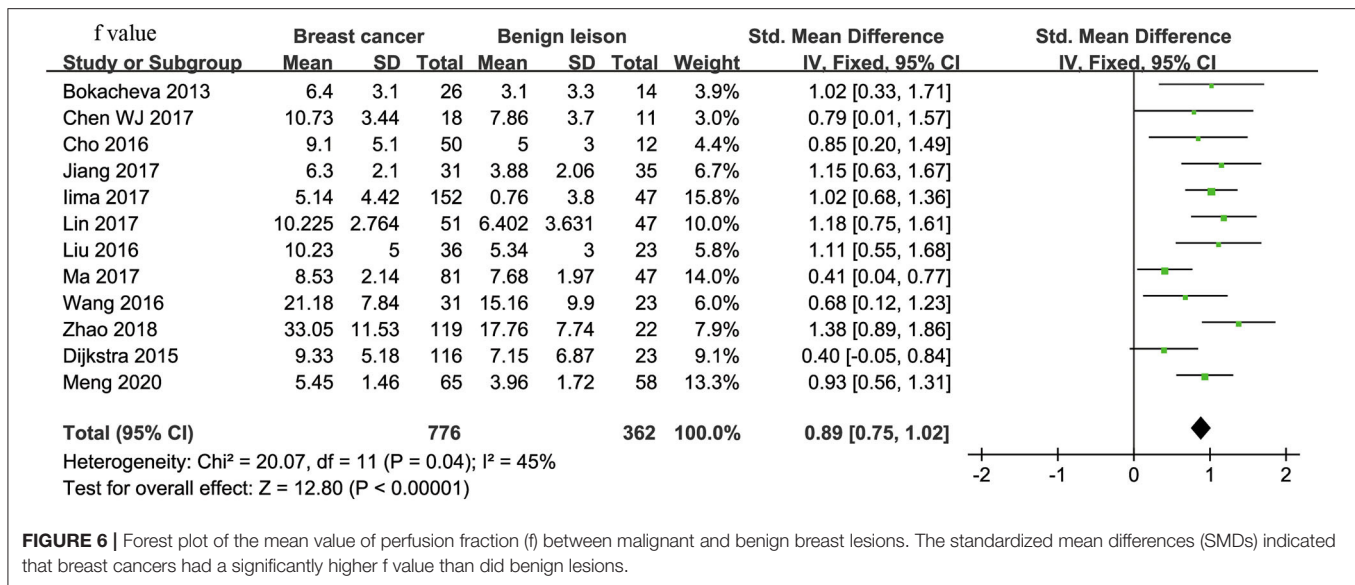 f value Breast cancer Benign leison Std. Mean Difference Std. Mean Difference
Study or Subgroup Mean SD Total Mean SD Total Weight IV, Fixed, 95% CI IV, Fixed, 95% CI
Bokacheva 2013 6.4 3.1 26 3.1 3.3 14 3.9% 1.02 [0.33, 1.71]
Chen WJ 2017 10.73 3.44 18 7.86 3.7 11 3.0% 0.79 [0.01, 1.57]
Cho 2016 9.1 5.1 50 5 3 12 4.4% 0.85 [0.20, 1.49]
Jiang 2017 6.3 2.1 31 3.88 2.06 35 6.7% 1.15 [0.63, 1.67]
Iima 2017 5.14 4.42 152 0.76 3.8 47 15.8% 1.02 [0.68, 1.36]
Lin 2017 10.225 2.764 51 6.402 3.631 47 10.0% 1.18 [0.75, 1.61]
Liu 2016 10.23 5 36 5.34 3 23 5.8% 1.11 [0.55, 1.68]
Ma 2017 8.53 2.14 81 7.68 1.97 47 14.0% 0.41 [0.04, 0.77]
Wang 2016 21.18 7.84 31 15.16 9.9 23 6.0% 0.68 [0.12, 1.23]
Zhao 2018 33.05 11.53 119 17.76 7.74 22 7.9% 1.38 [0.89, 1.86]
Dijkstra 2015 9.33 5.18 116 7.15 6.87 23 9.1% 0.40 [-0.05, 0.84]
Meng 2020 5.45 1.46 65 3.96 1.72 58 13.3% 0.93 [0.56, 1.31]
Total (95% CI) 776 362 100.0% 0.89 [0.75, 1.02]
Heterogeneity: Chi² = 20.07, df = 11 (P = 0.04); I² = 45%
Test for overall effect: Z = 12.80 (P < 0.00001)
-2 -1 0 1 2
FIGURE 6 | Forest plot of the mean value of perfusion fraction (f) between malignant and benign breast lesions. The standardized mean differences (SMDs) indicated
that breast cancers had a significantly higher f value than did benign lesions.